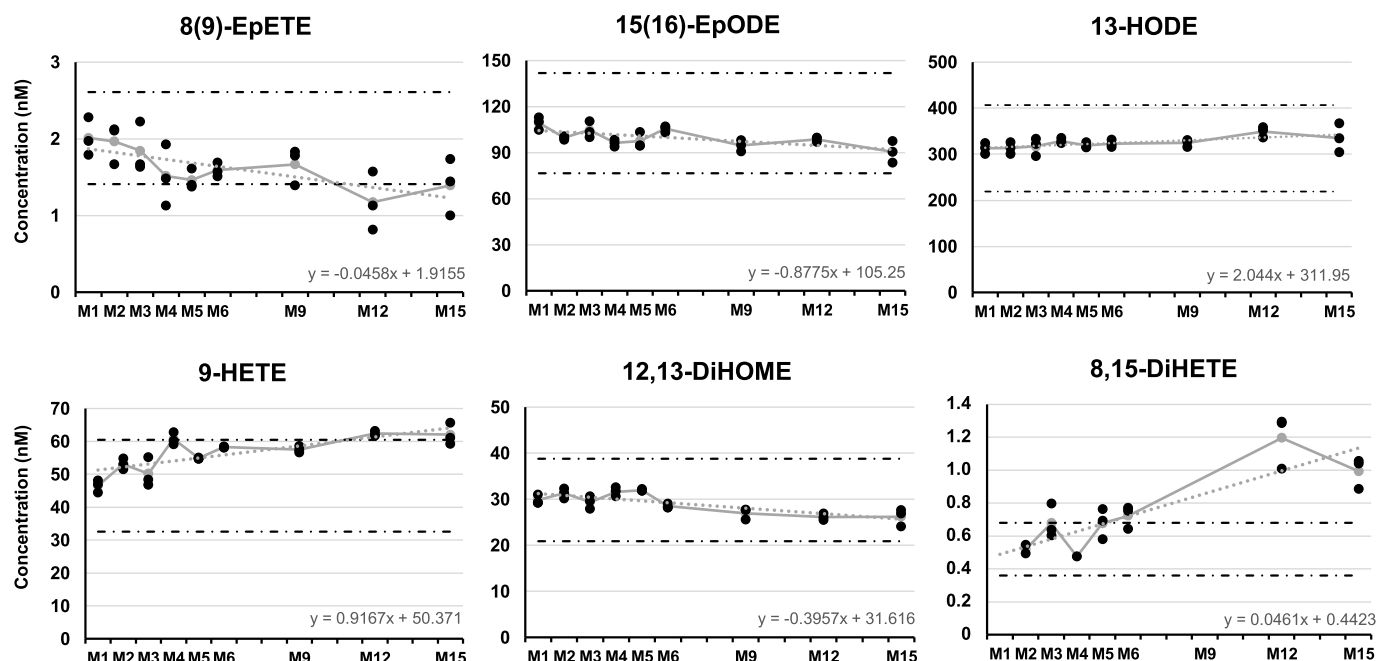 8(9)-EpETE
15(16)-EpODE
13-HODE
Concentration (nM)
3
2
1
0
y = -0.0458x + 1.9155
M1 M2 M3 M4 M5 M6 M9 M12 M15
150
120
90
60
30
0
y = -0.8775x + 105.25
M1 M2 M3 M4 M5 M6 M9 M12 M15
500
400
300
200
100
0
y = 2.044x + 311.95
M1 M2 M3 M4 M5 M6 M9 M12 M15
9-HETE
12,13-DiHOME
8,15-DiHETE
Concentration (nM)
70
60
50
40
30
20
10
0
y = 0.9167x + 50.371
M1 M2 M3 M4 M5 M6 M9 M12 M15
50
40
30
20
10
0
y = -0.3957x + 31.616
M1 M2 M3 M4 M5 M6 M9 M12 M15
1.4
1.2
1.0
0.8
0.6
0.4
0.2
0
y = 0.0461x + 0.4423
M1 M2 M3 M4 M5 M6 M9 M12 M15